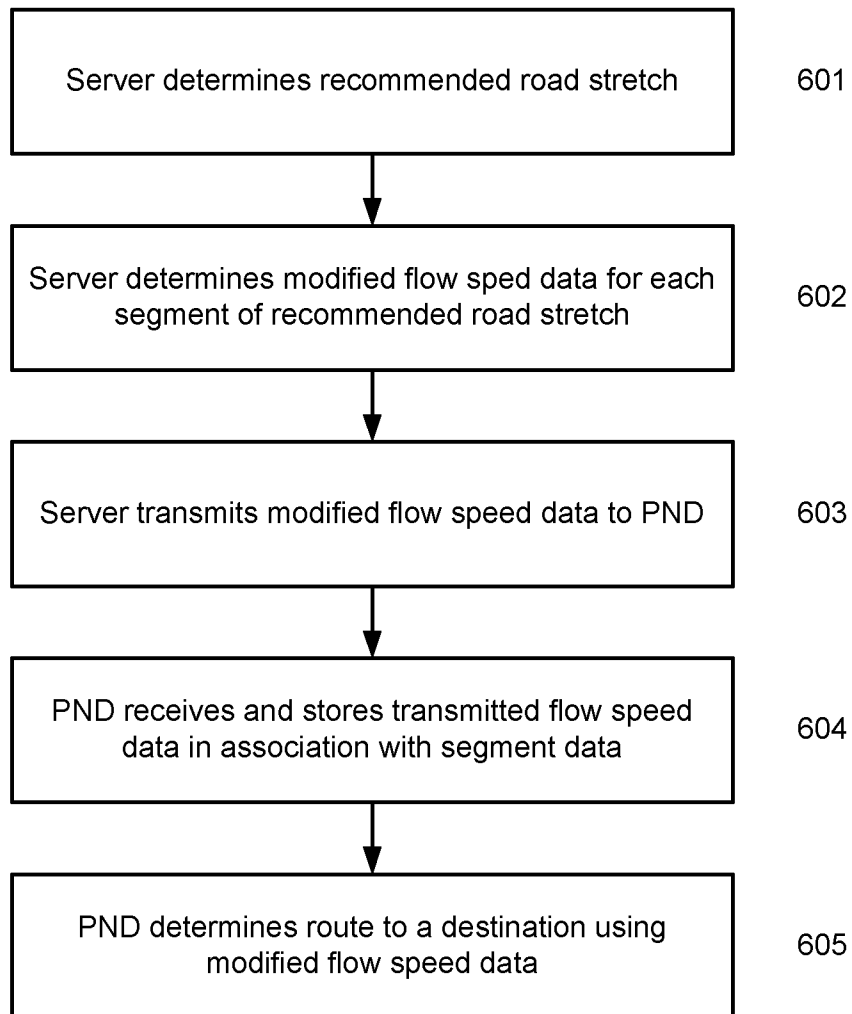 Server determines recommended road stretch
601
Server determines modified flow sped data for each
segment of recommended road stretch
602
Server transmits modified flow speed data to PND
603
PND receives and stores transmitted flow speed
data in association with segment data
604
PND determines route to a destination using
modified flow speed data
605